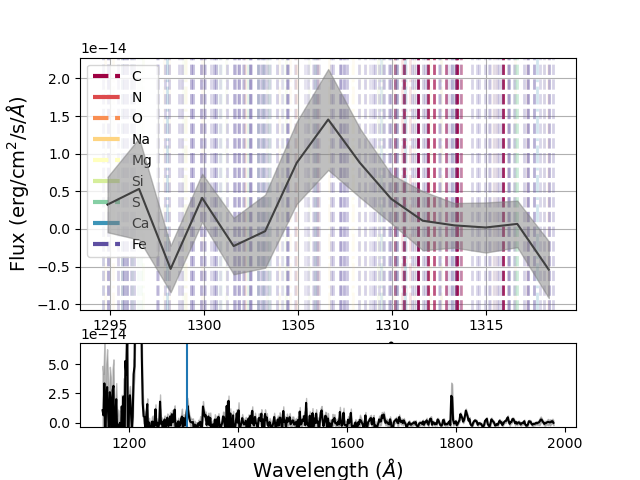 1e−14
Flux (erg/cm²/s/Å)
2.0
1.5
1.0
0.5
0.0
−0.5
−1.0
C
N
O
Na
Mg
Si
S
Ca
Fe
1295 1300 1305 1310 1315
1e−14
5.0
2.5
0.0
1200 1400 1600 1800 2000
Wavelength (Å)